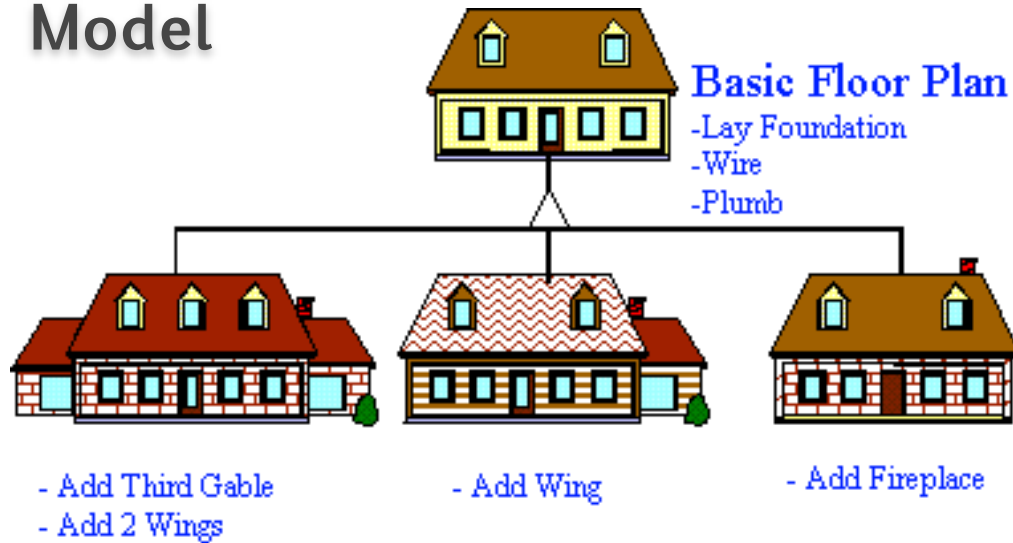 Model
Basic Floor Plan
-Lay Foundation
-Wire
-Plumb
- Add Third Gable
- Add 2 Wings
- Add Wing
- Add Fireplace